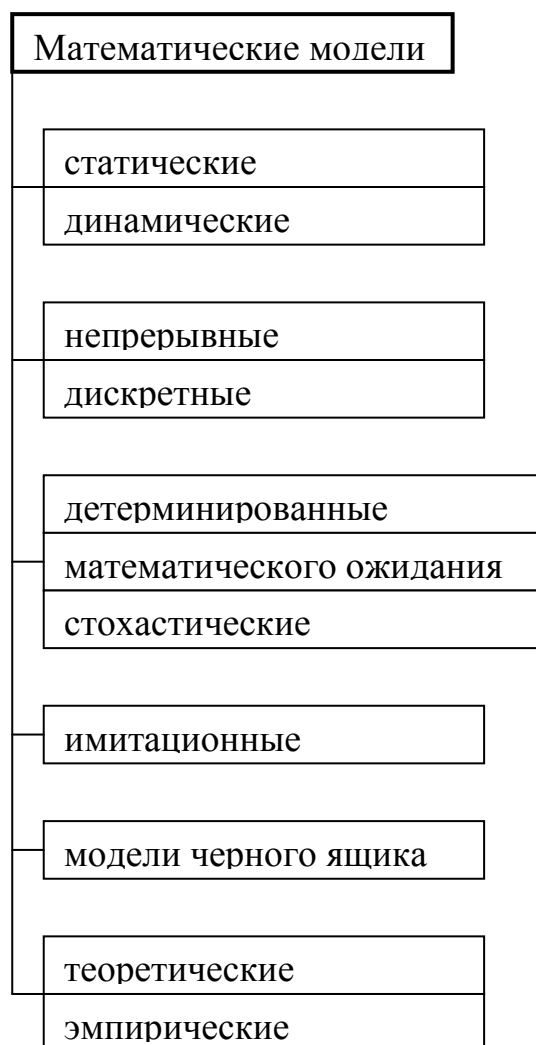 Математические модели
статические
динамические
непрерывные
дискретные
детерминированные
математического ожидания
стохастические
имитационные
модели черного ящика
теоретические
эмпирические